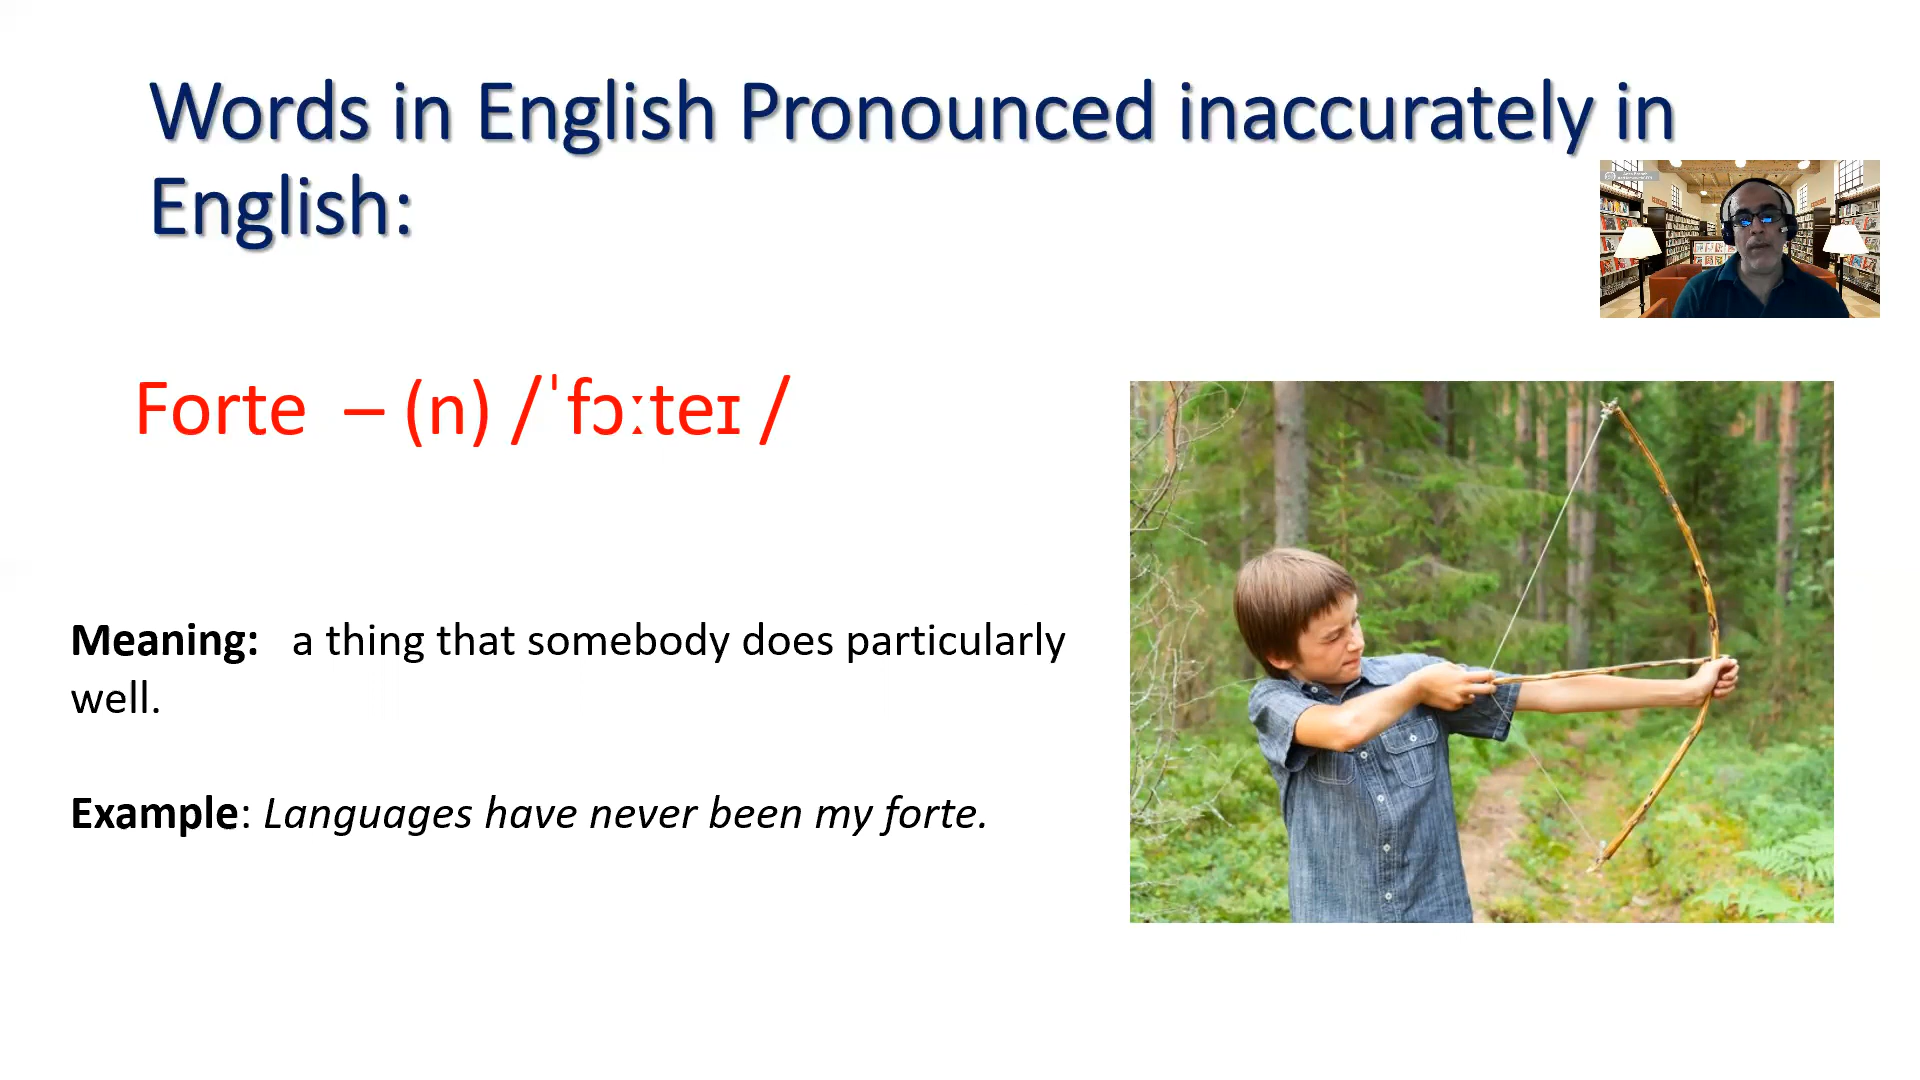 Words in English Pronounced inaccurately in
English:
Forte – (n) /ˈfɔːteɪ /
Meaning: a thing that somebody does particularly
well.
Example: Languages have never been my forte.